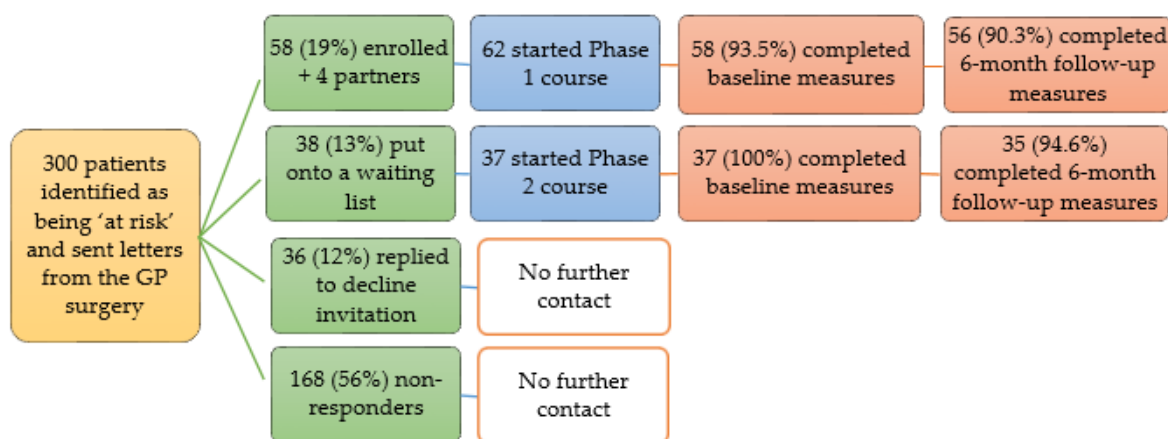 300 patients
identified as
being ‘at risk’
and sent letters
from the GP
surgery
58 (19%) enrolled
+ 4 partners
62 started Phase
1 course
58 (93.5%) completed
baseline measures
56 (90.3%) completed
6-month follow-up
measures
38 (13%) put
onto a waiting
list
37 started Phase
2 course
37 (100%) completed
baseline measures
35 (94.6%)
completed 6-month
follow-up measures
36 (12%) replied
to decline
invitation
No further
contact
168 (56%) non-
responders
No further
contact